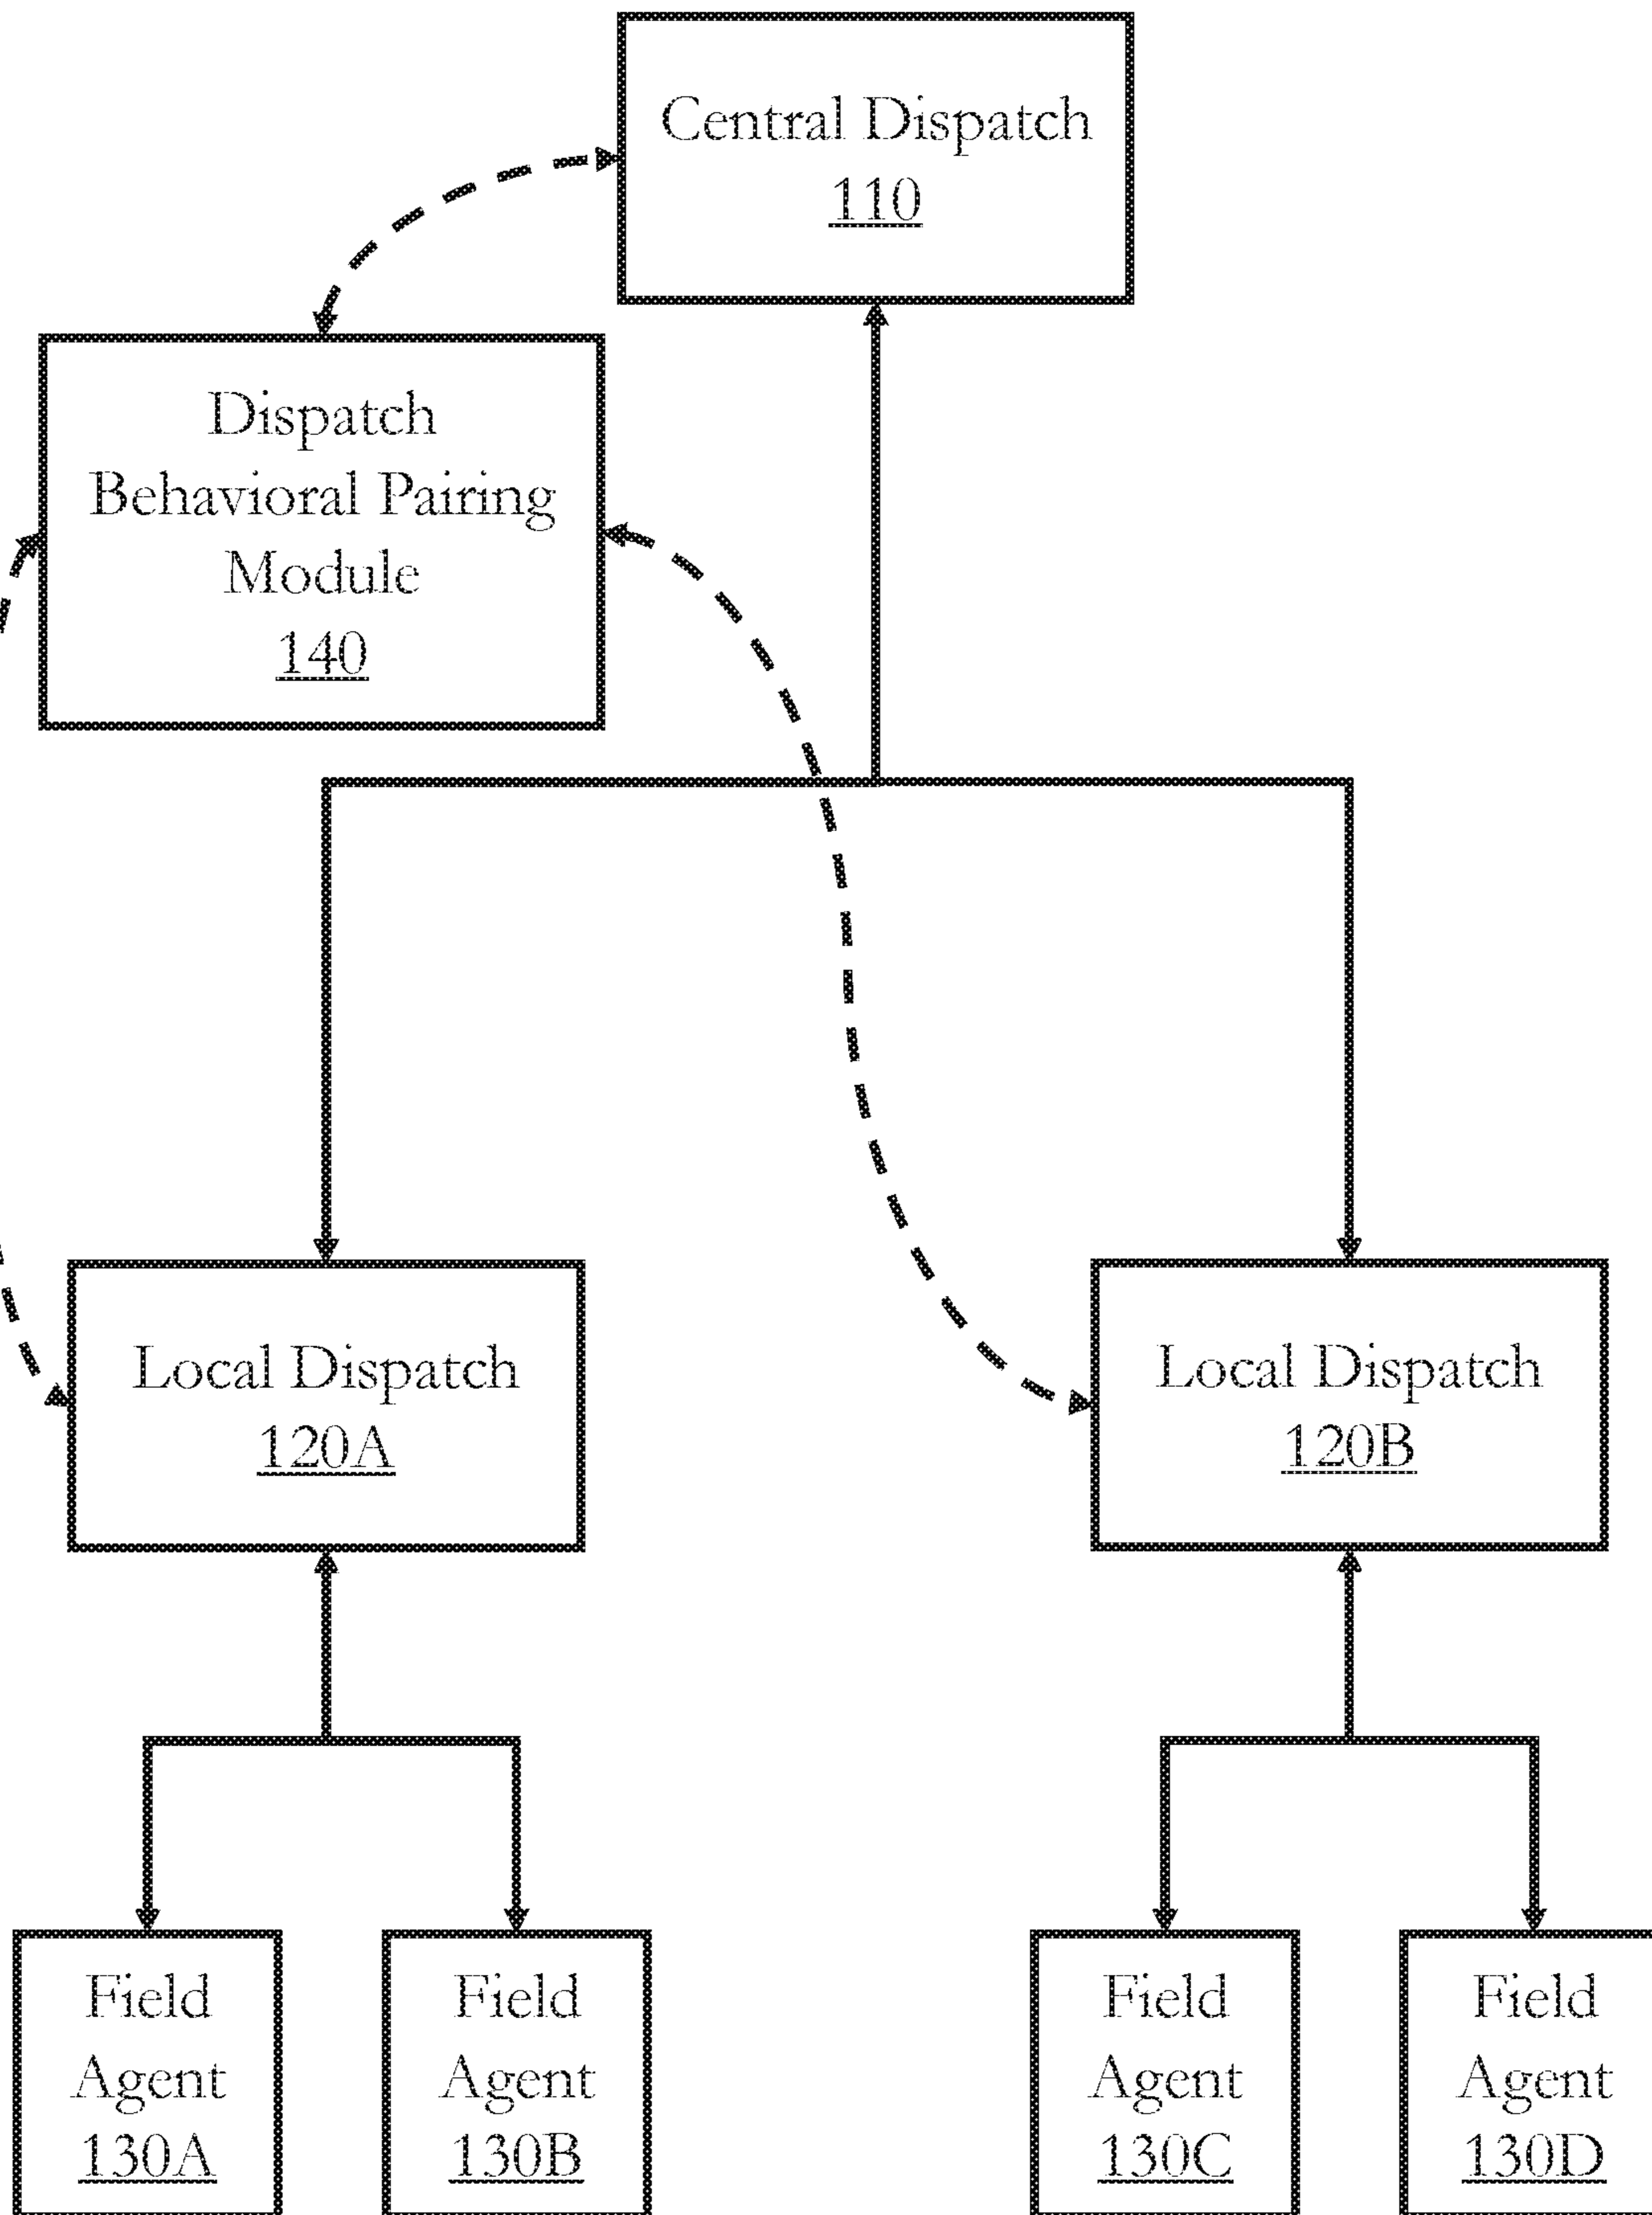 Central Dispatch
110
Dispatch
Behavioral Pairing
Module
140
Local Dispatch
120A
Local Dispatch
120B
Field
Agent
130A
Field
Agent
130B
Field
Agent
130C
Field
Agent
130D